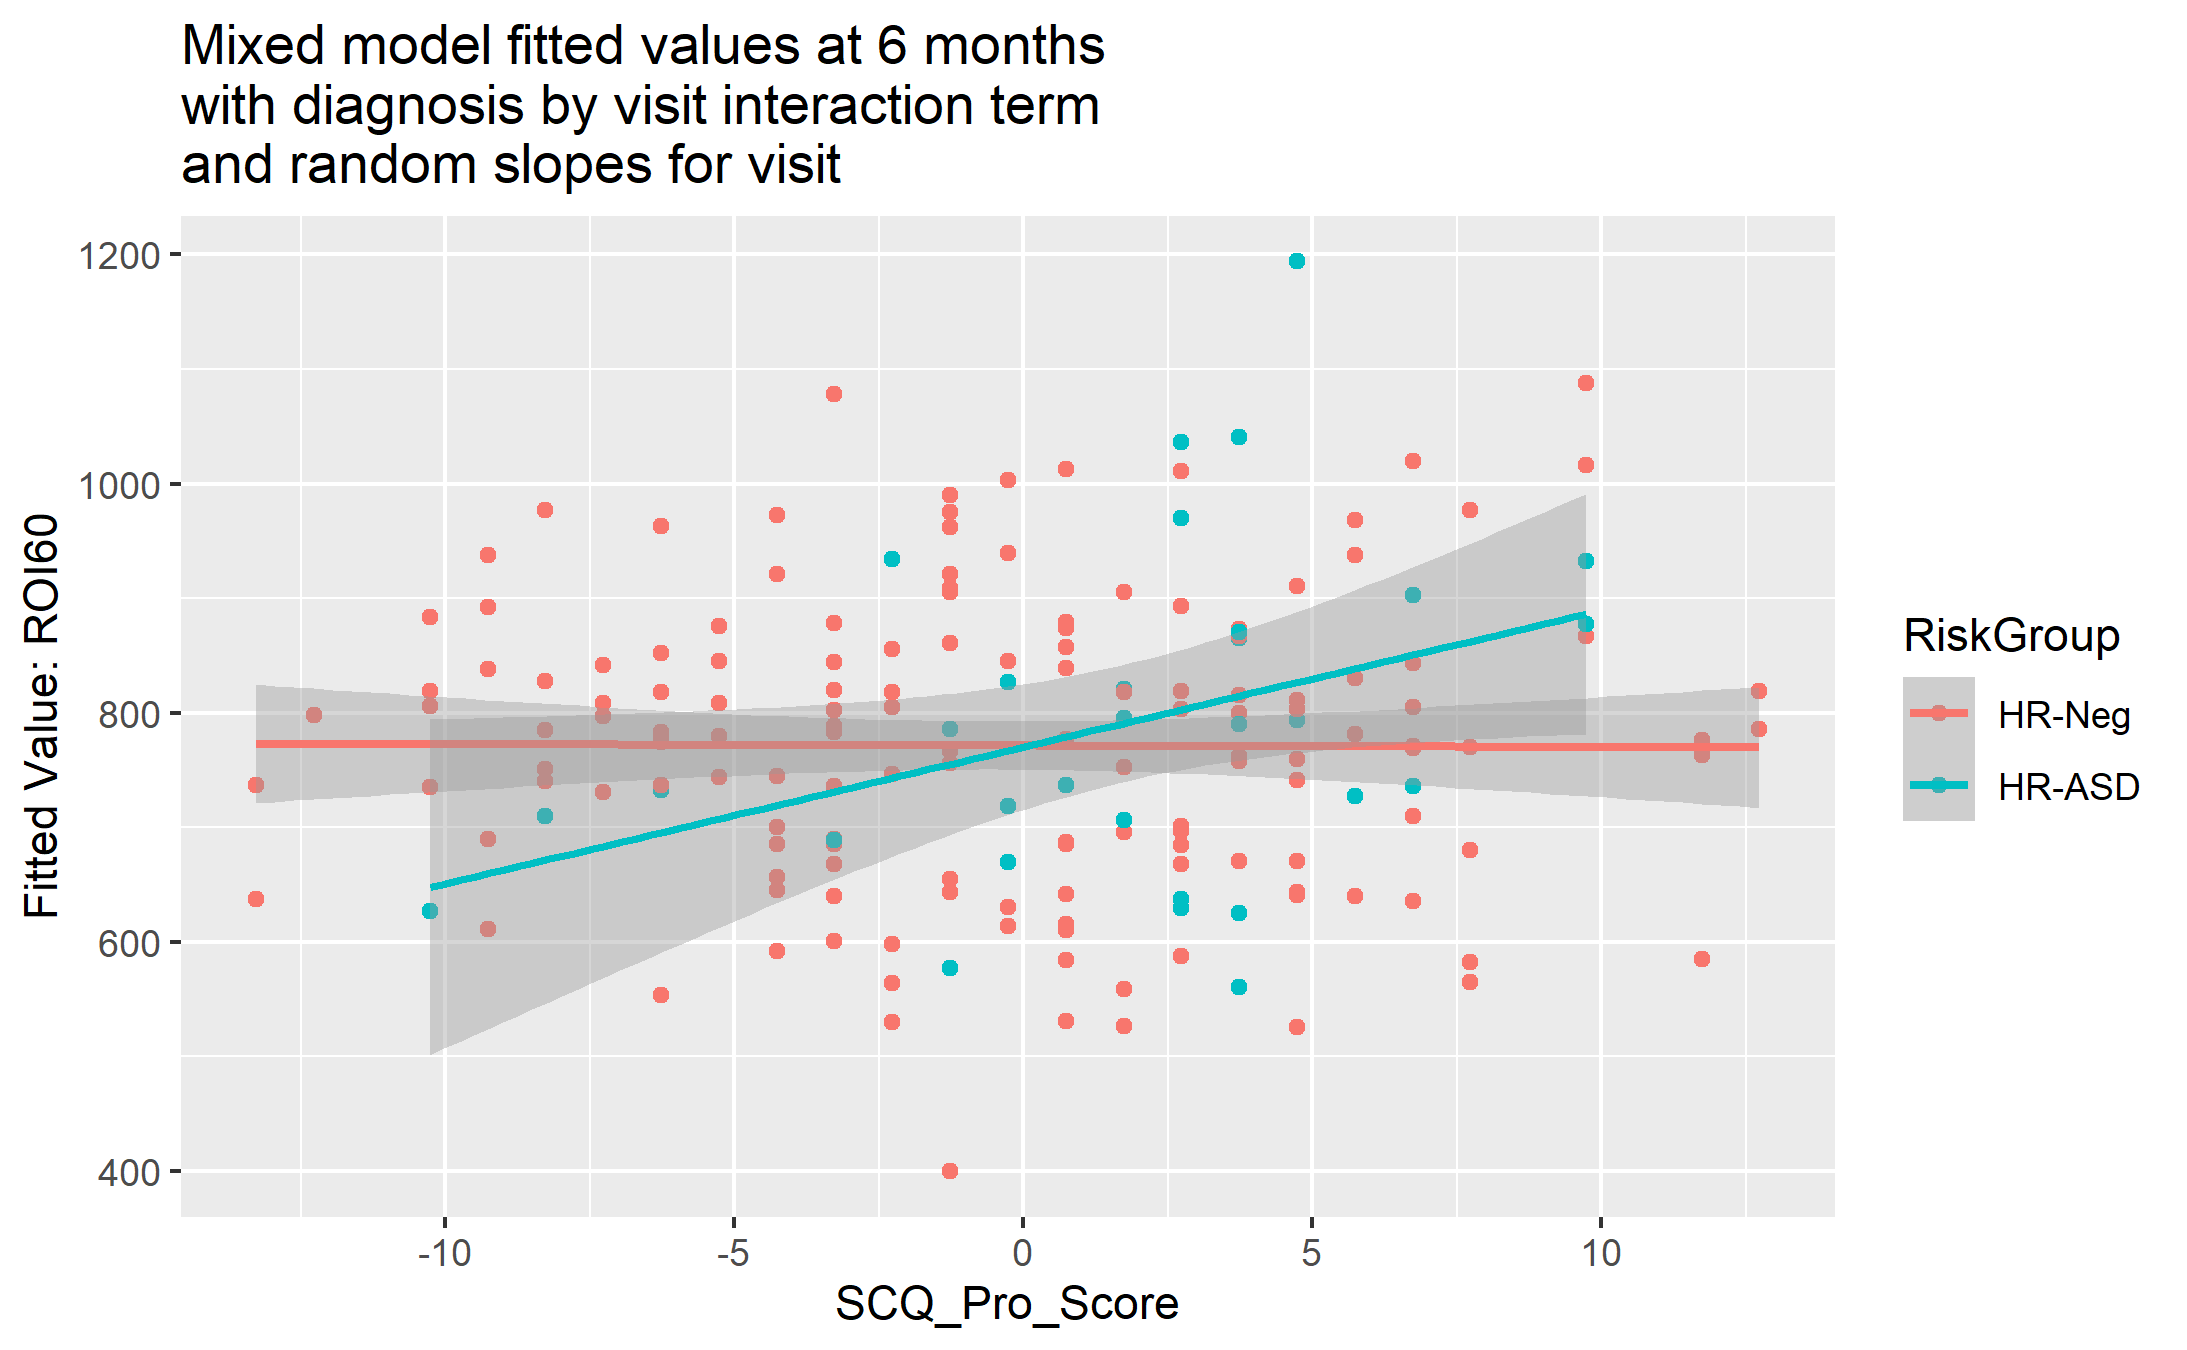 Mixed model fitted values at 6 months
with diagnosis by visit interaction term
and random slopes for visit
Fitted Value: ROI60
1200
1000
800
600
400
-10
-5
0
5
10
SCQ_Pro_Score
RiskGroup
HR-Neg
HR-ASD